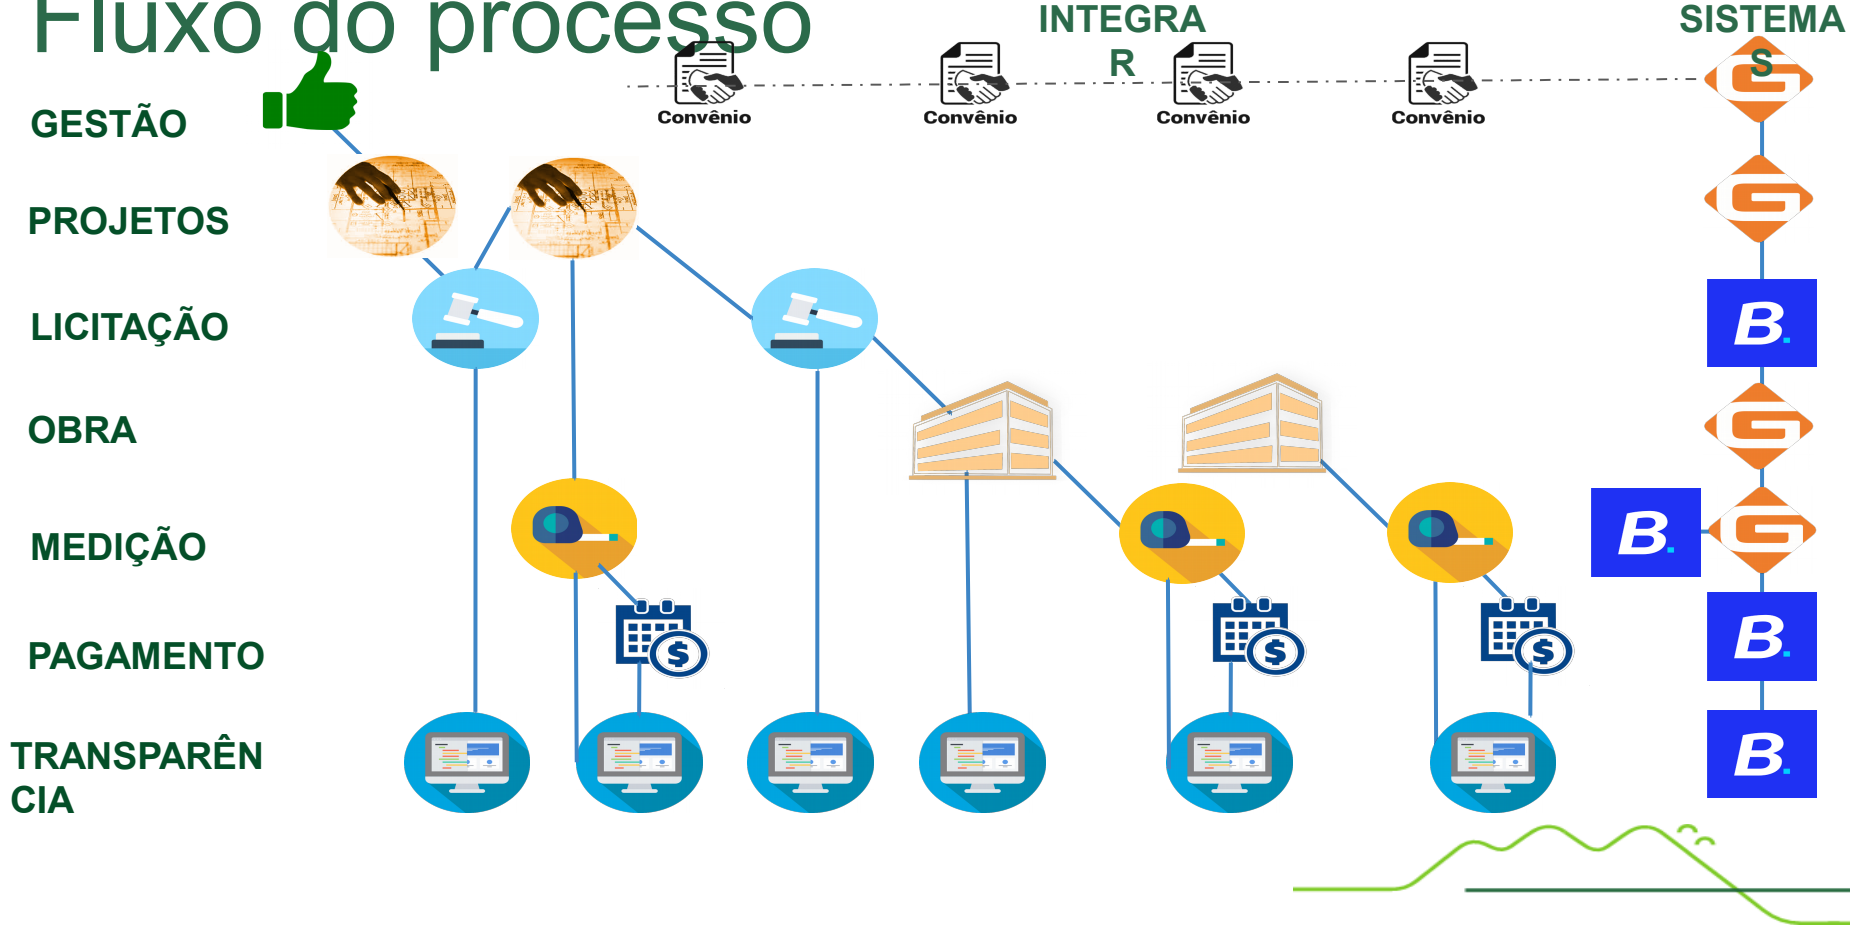 Fluxo do processo
INTEGRA
R
SISTEMA
S
Convênio
Convênio
Convênio
Convênio
GESTÃO
G
PROJETOS
G
LICITAÇÃO
B.
OBRA
G
MEDIÇÃO
B.
G
PAGAMENTO
$
$
$
B.
TRANSPARÊN
CIA
B.